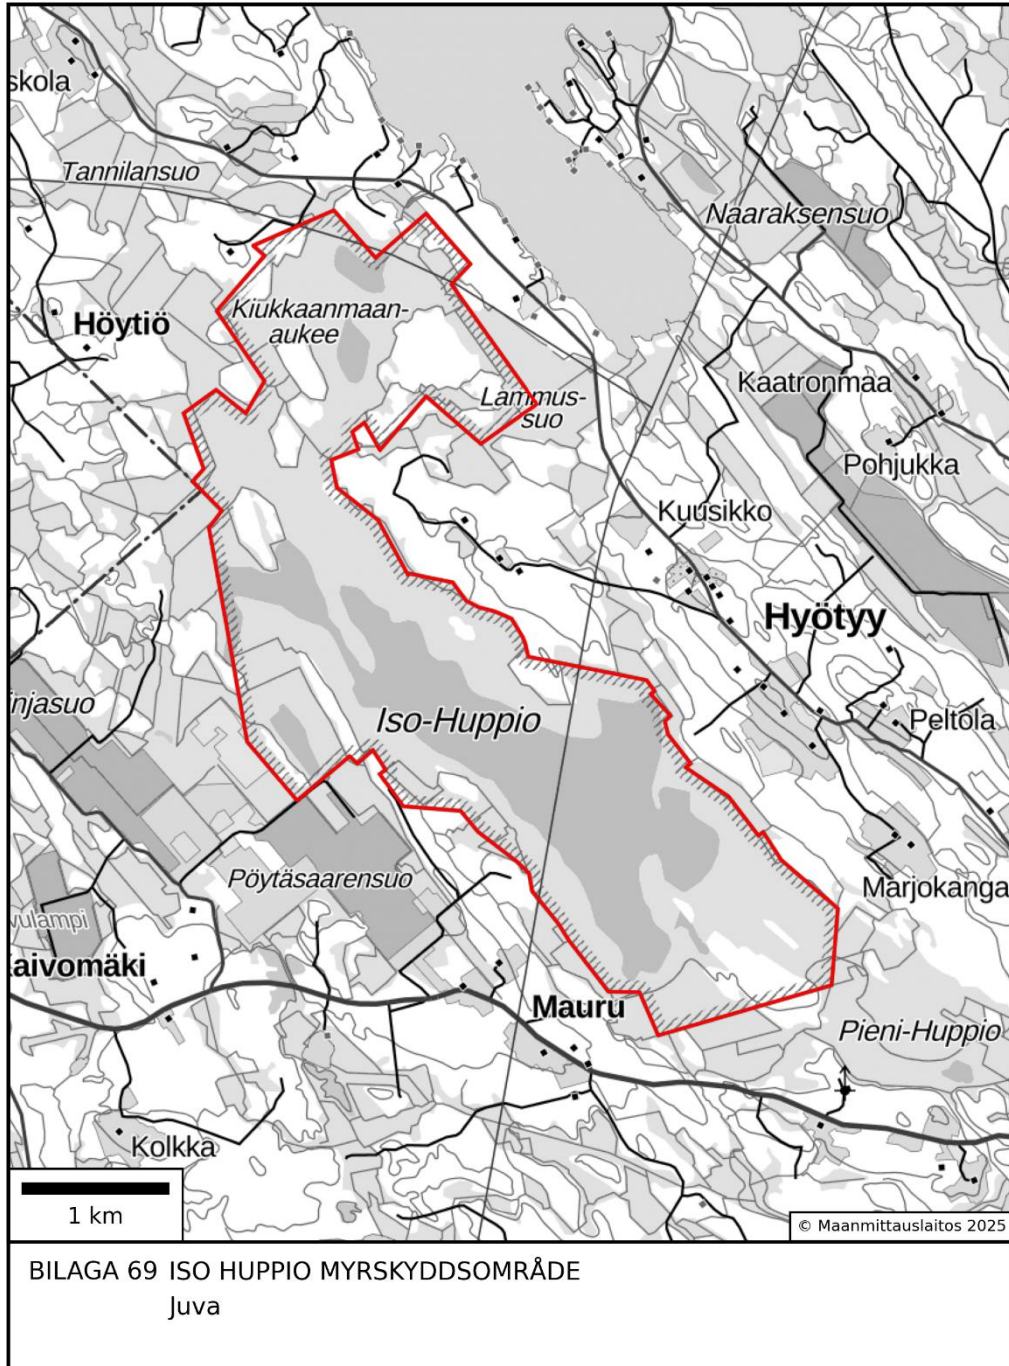 skola
Tannilansuo
Naaraksensuo
Kiukkaanmaan-
aukee
Höytiö
Kaatronmaa
Lammus-
suo
Pohjukka
Kuusikko
Hyötyy
injasuo
Iso-Huppio
Peltola
Pöytäsaarensuo
Marjokanga
vulampi
aivomäki
Mauru
Pieni-Huppio
Kolkka
1 km
© Maanmittauslaitos 2025
BILAGA 69 ISO HUPPIO MYRSKYDDSOMRÅDE
Juva